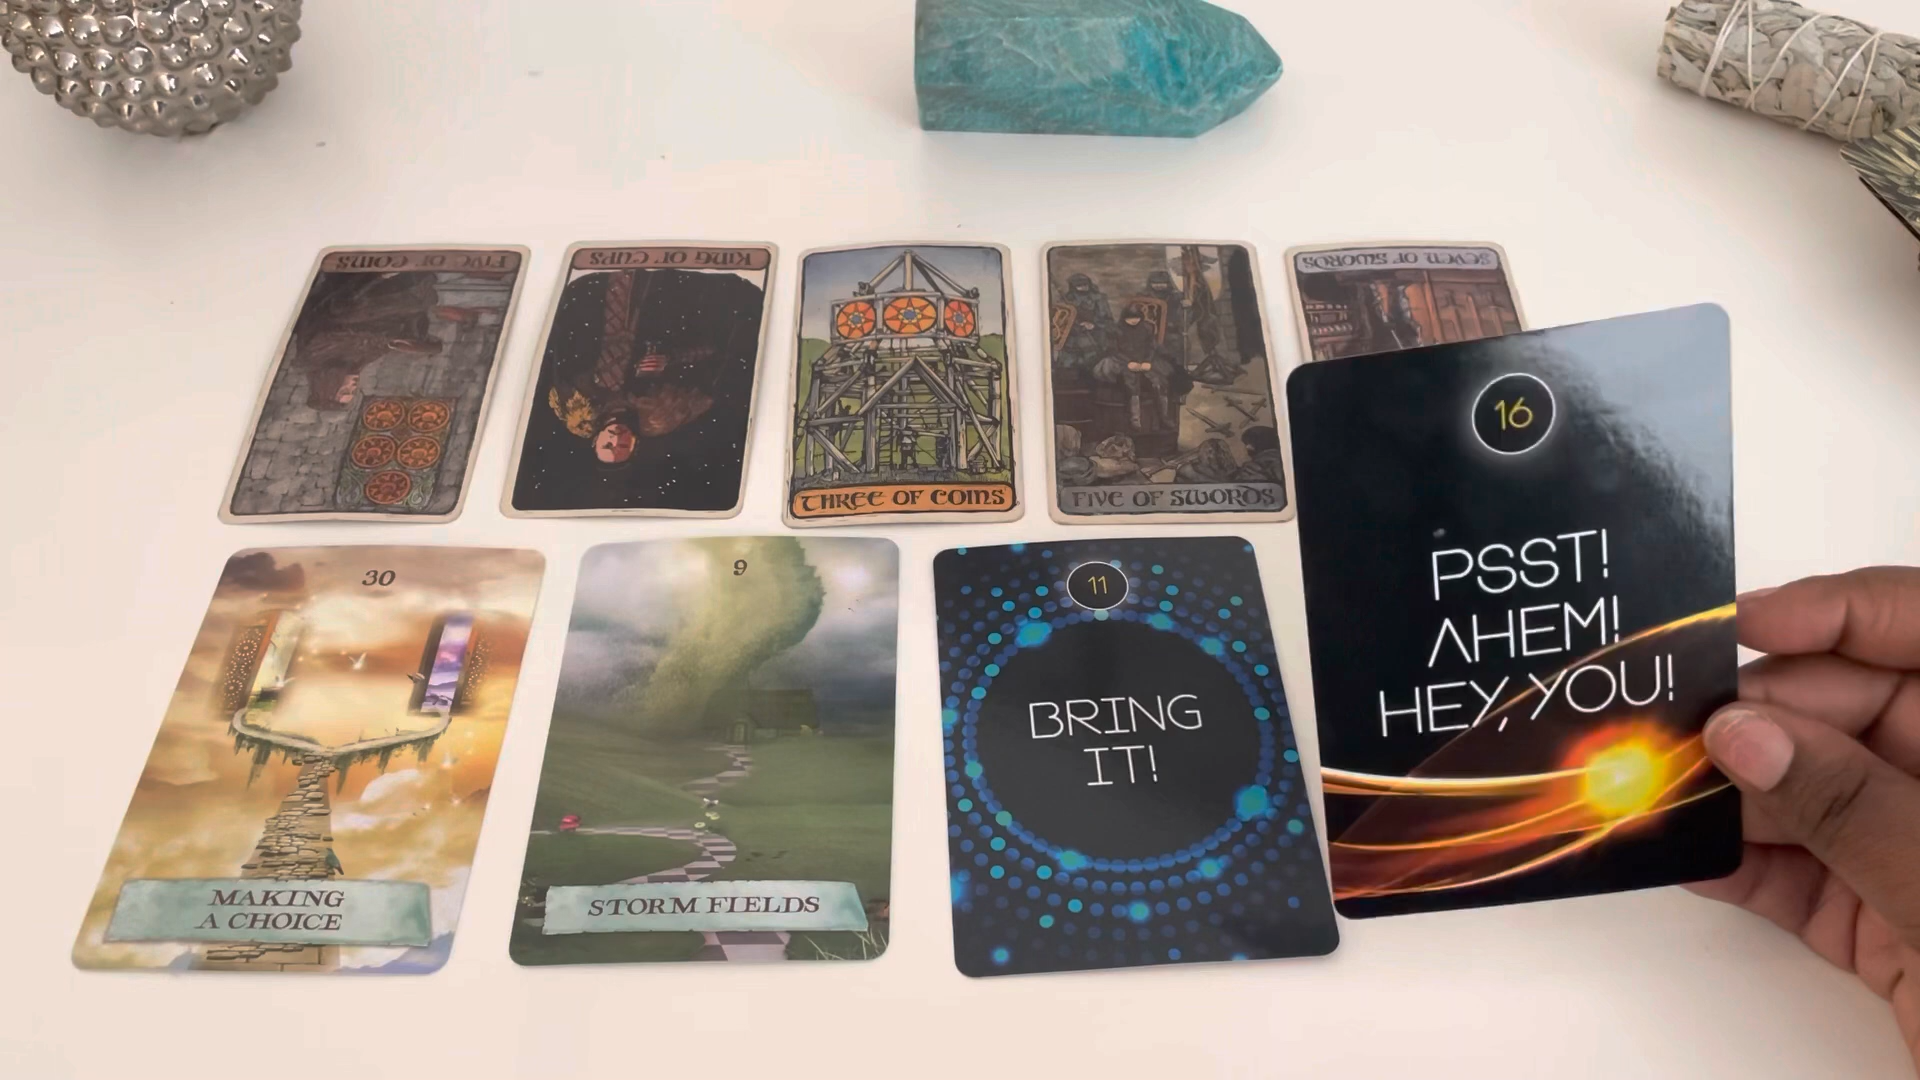 FIVE OF COINS
KING OF CUPS
THREE OF COINS
FIVE OF SWORDS
SEVEN OF SWORDS
30
MAKING
A CHOICE
9
STORM FIELDS
11
BRING
IT!
16
PSST!
AHEM!
HEY, YOU!